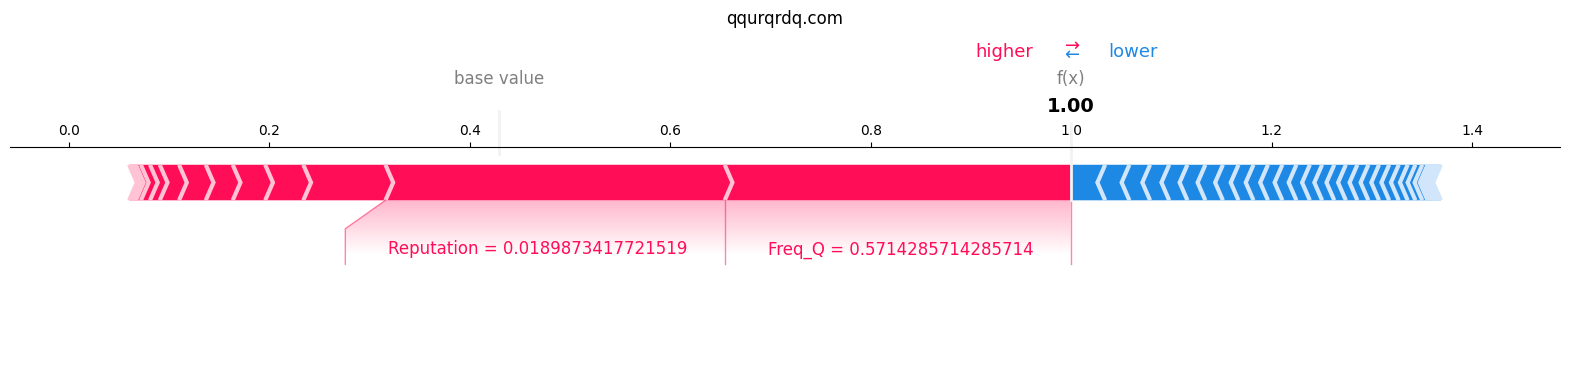 qqurqrdq.com
higher → ← lower
base value f(x)
1.00
0.0 0.2 0.4 0.6 0.8 1.0 1.2 1.4
Reputation = 0.0189873417721519 Freq_Q = 0.5714285714285714